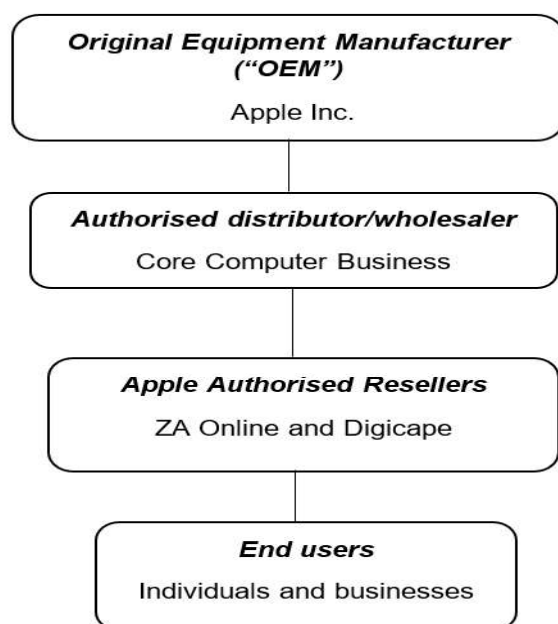 Original Equipment Manufacturer
(“OEM”)
Apple Inc.
Authorised distributor/wholesaler
Core Computer Business
Apple Authorised Resellers
ZA Online and Digicape
End users
Individuals and businesses